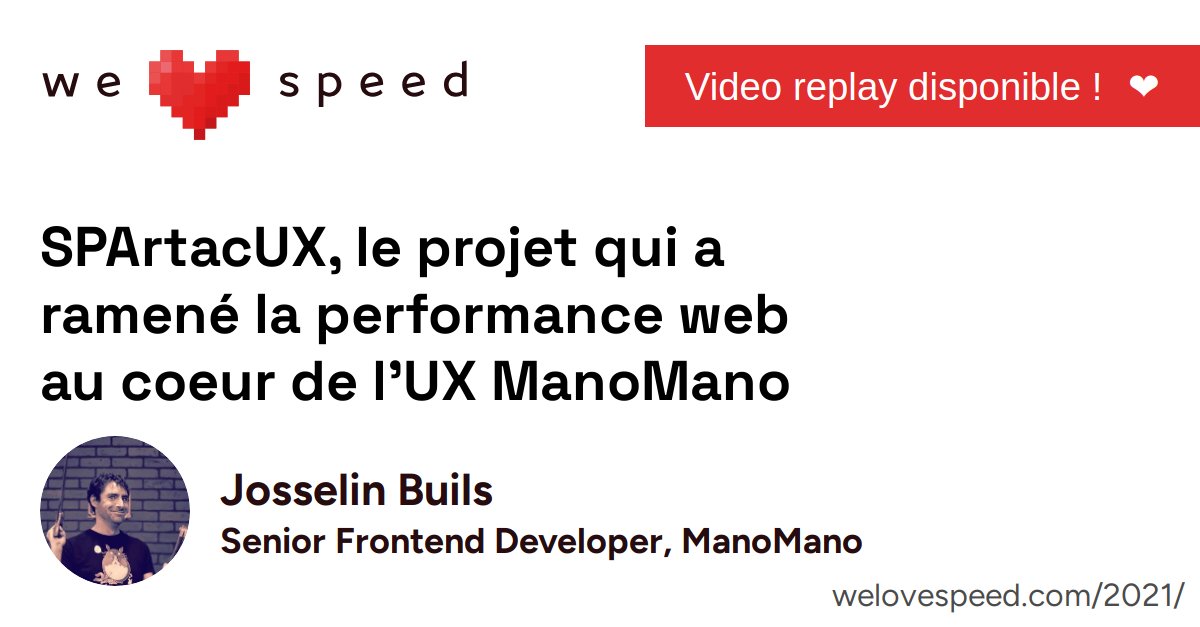 we speed
Video replay disponible ! ❤
SPArtacUX, le projet qui a
ramené la performance web
au coeur de l’UX ManoMano
Josselin Buils
Senior Frontend Developer, ManoMano
welovespeed.com/2021/